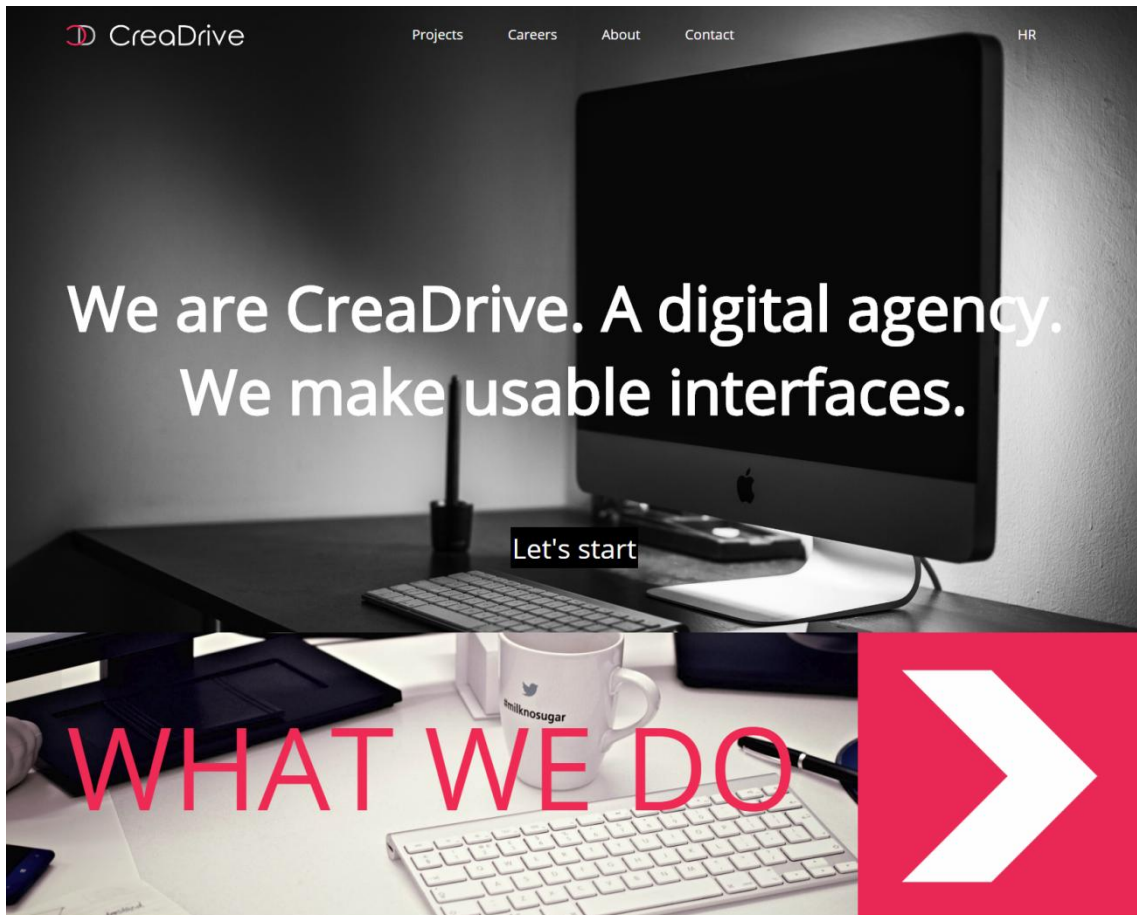 CreaDrive
Projects Careers About Contact HR
We are CreaDrive. A digital agency.
We make usable interfaces.
Let's start
#milknosugar
WHAT WE DO